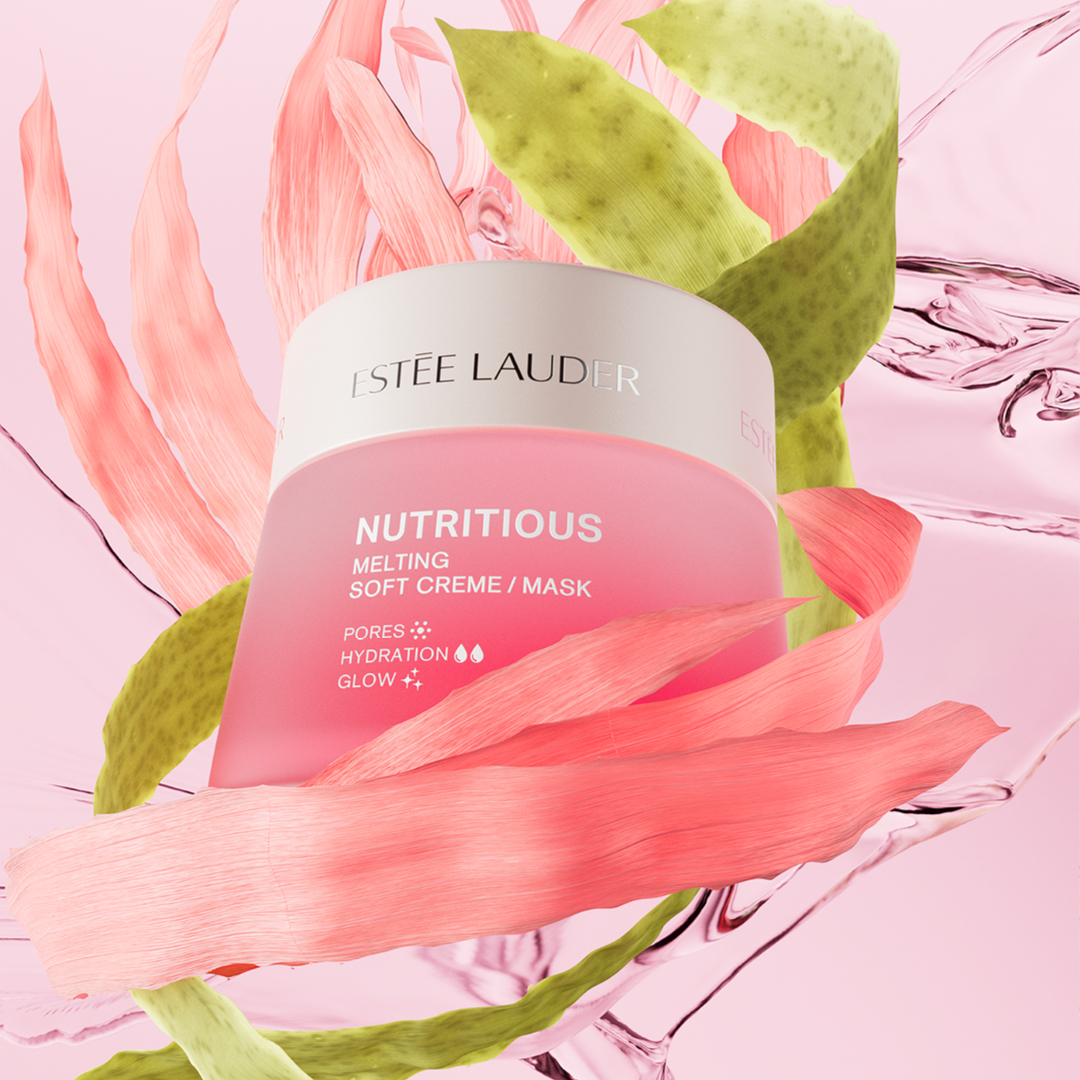 ESTĒE LAUDER
NUTRITIOUS
MELTING
SOFT CREME / MASK
PORES
HYDRATION
GLOW